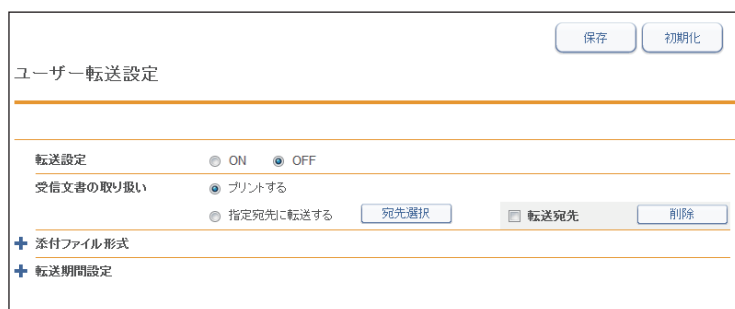 保存 初期化
ユーザー転送設定
転送設定 ON OFF
受信文書の取り扱い プリントする
指定宛先に転送する 宛先選択 転送宛先 削除
添付ファイル形式
転送期間設定